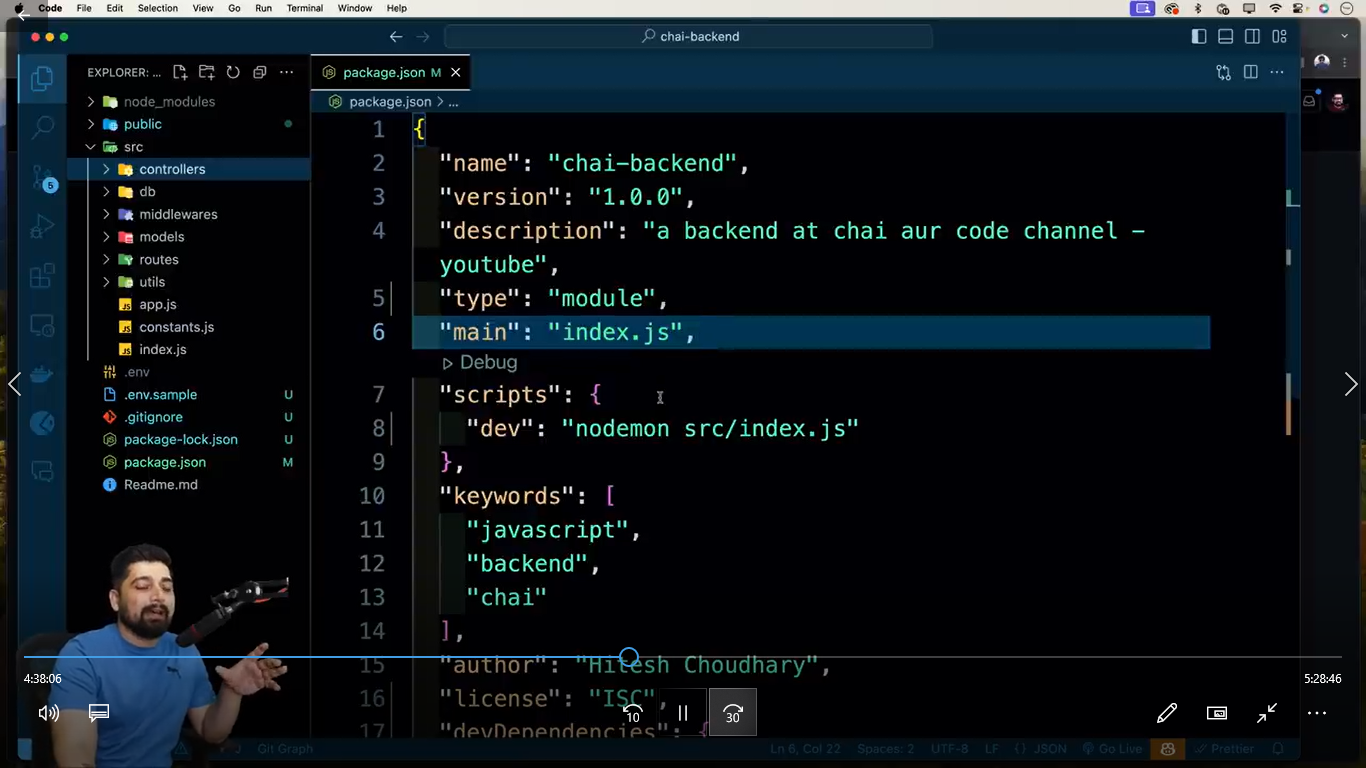 Code File Edit Selection View Go Run Terminal Window Help
chai-backend
EXPLORER: ...
package.json M
package.json > ...
node_modules
public
src
controllers
db
middlewares
models
routes
utils
app.js
constants.js
index.js
.env
.env.sample U
.gitignore U
package-lock.json U
package.json M
Readme.md
5
1 {
2 "name": "chai-backend",
3 "version": "1.0.0",
4 "description": "a backend at chai aur code channel -
youtube",
5 "type": "module",
6 "main": "index.js",
Debug
7 "scripts": {
8 "dev": "nodemon src/index.js"
9 },
10 "keywords": [
11 "javascript",
12 "backend",
13 "chai"
14 ],
15 "author": "Hitesh Choudhary",
16 "license": "ISC",
17 "devDependencies": {
4:38:06
5:28:46
10
30
Git Graph
Ln 6, Col 22 Spaces: 2 UTF-8 LF {} JSON Go Live Prettier